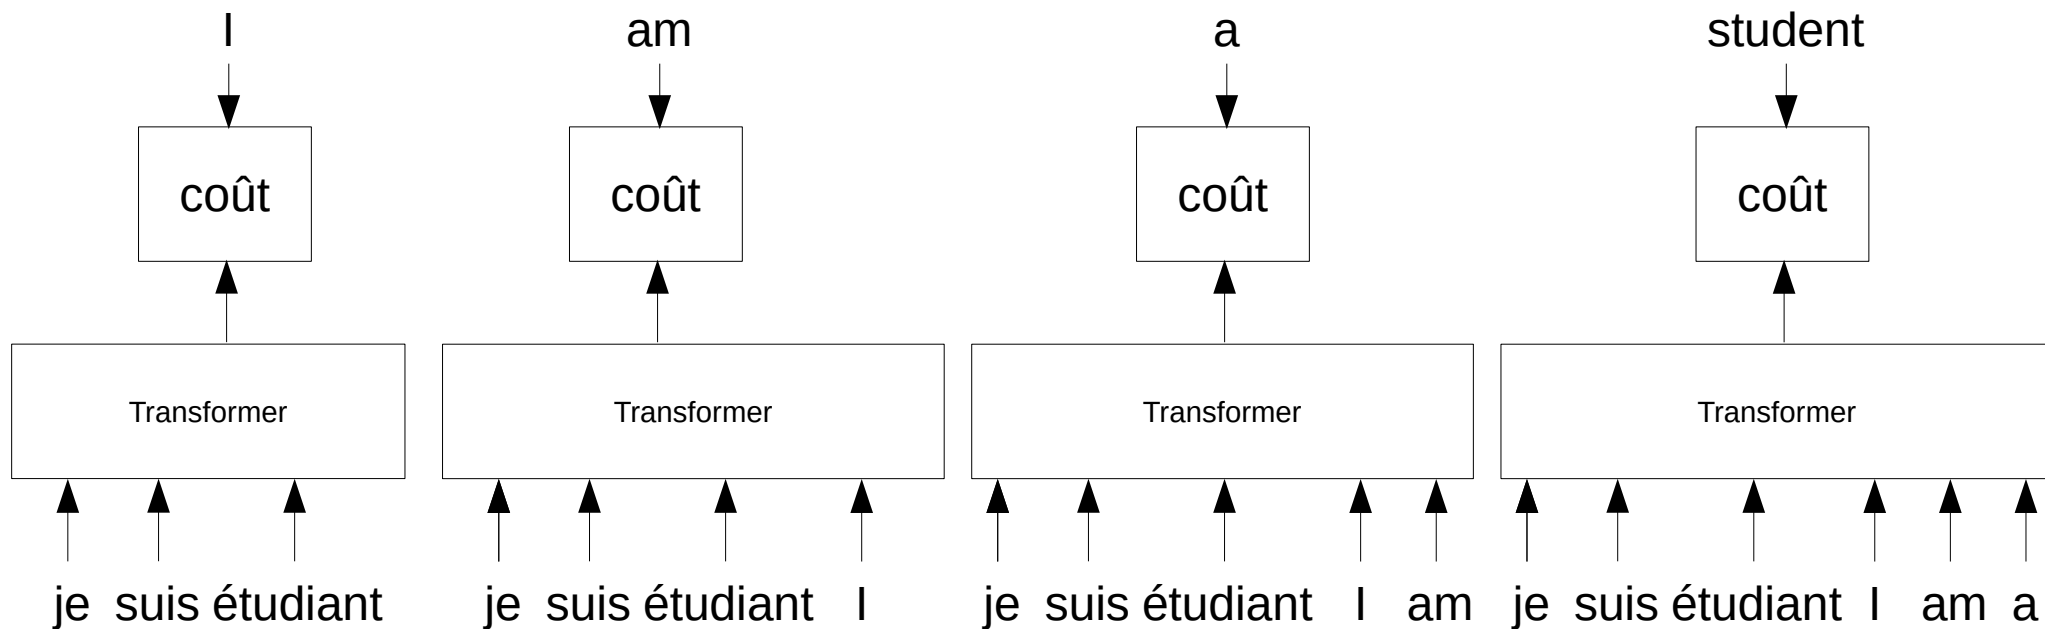 I am a student
coût coût coût coût
Transformer Transformer Transformer Transformer
je suis étudiant je suis étudiant I je suis étudiant I am je suis étudiant I am a